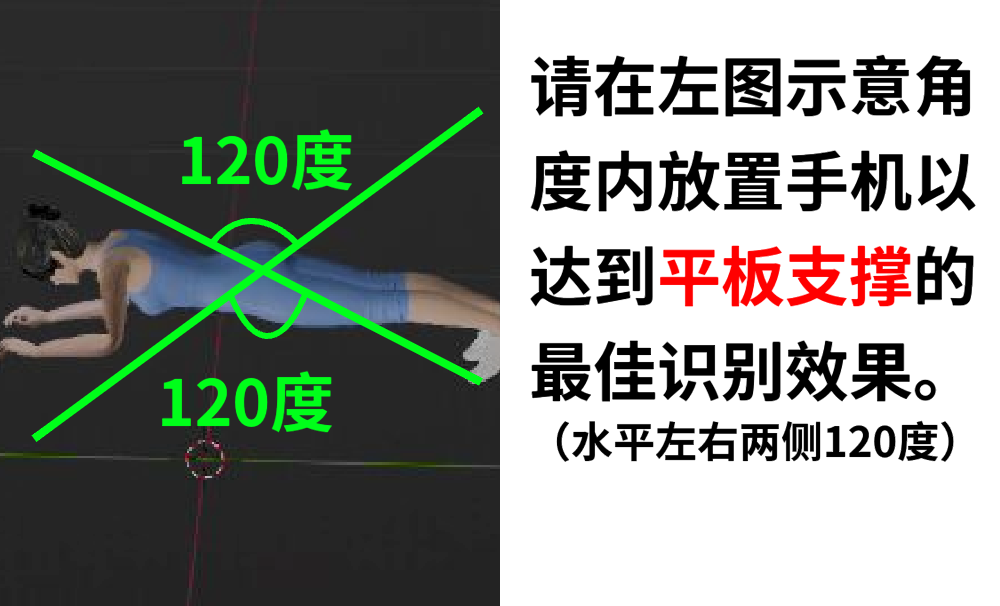 120度
120度
请在左图示意角
度内放置手机以
达到平板支撑的
最佳识别效果。
（水平左右两侧120度）